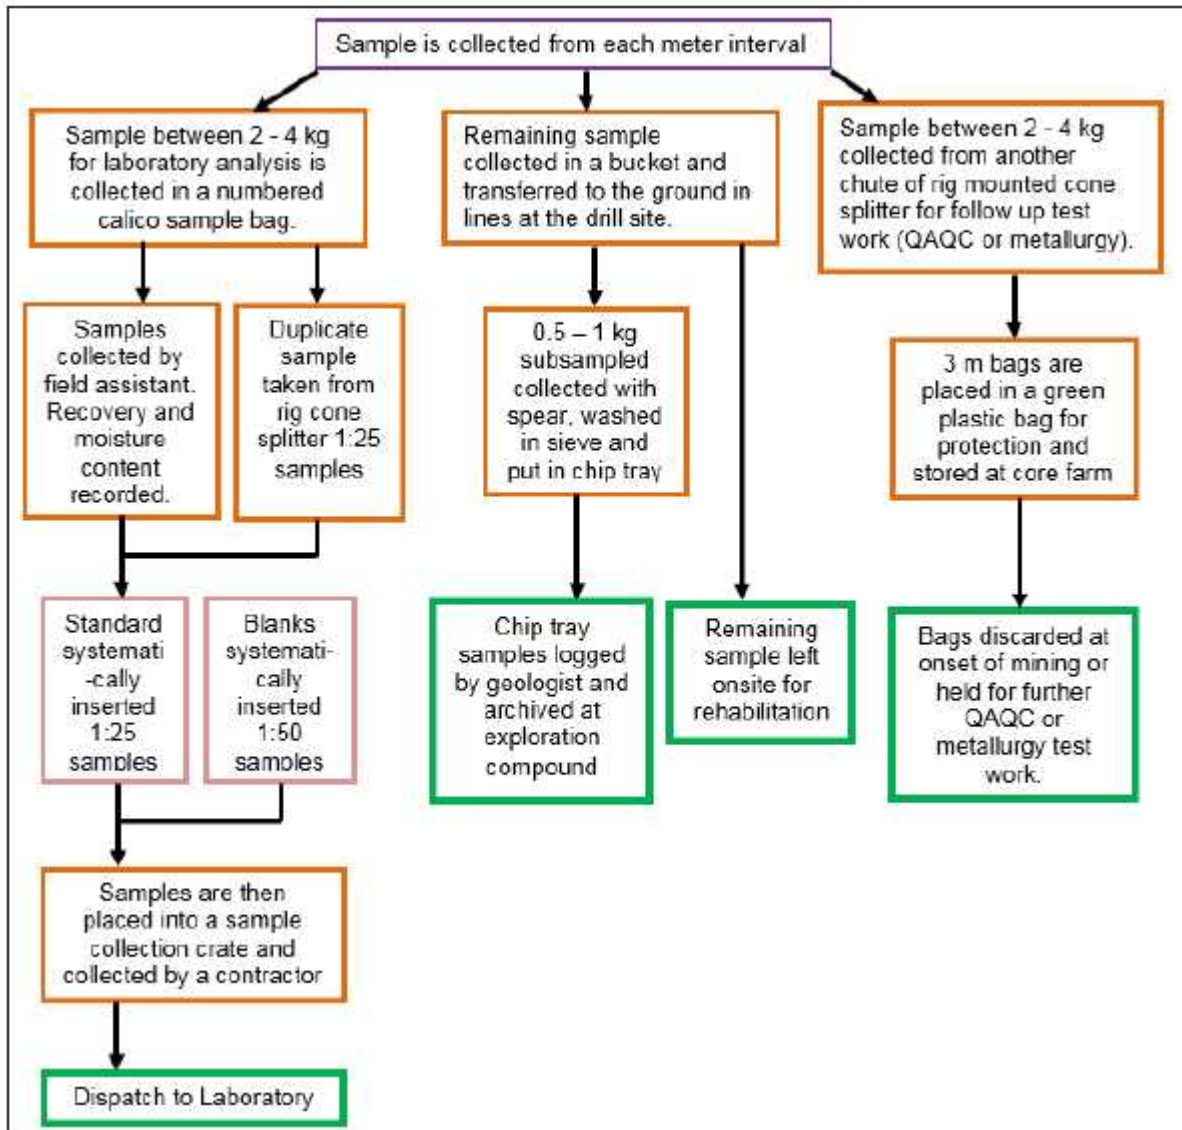 Sample is collected from each meter interval
Sample between 2 - 4 kg
for laboratory analysis is
collected in a numbered
calico sample bag.
Remaining sample
collected in a bucket and
transferred to the ground in
lines at the drill site.
Sample between 2 - 4 kg
collected from another
chute of rig mounted cone
splitter for follow up test
work (QAQC or metallurgy).
Samples
collected by
field assistant.
Recovery and
moisture
content
recorded.
Duplicate
sample
taken from
rig cone
splitter 1:25
samples
0.5 – 1 kg
subsampled
collected with
spear, washed
in sieve and
put in chip tray
3 m bags are
placed in a green
plastic bag for
protection and
stored at core farm
Standard
systemati
-cally
inserted
1:25
samples
Blanks
systemati-
cally
inserted
1:50
samples
Chip tray
samples logged
by geologist and
archived at
exploration
compound
Remaining
sample left
onsite for
rehabilitation
Bags discarded at
onset of mining or
held for further
QAQC or
metallurgy test
work.
Samples are then
placed into a sample
collection crate and
collected by a contractor
Dispatch to Laboratory